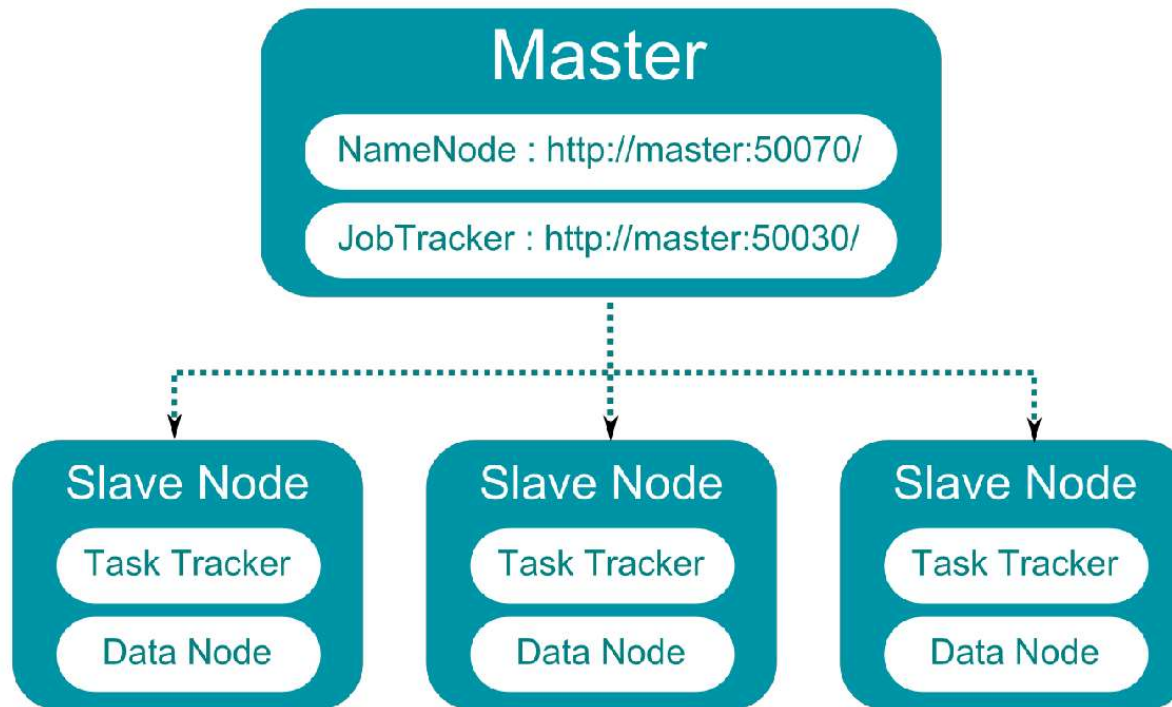 Master
NameNode : http://master:50070/
JobTracker : http://master:50030/
Slave Node
Task Tracker
Data Node
Slave Node
Task Tracker
Data Node
Slave Node
Task Tracker
Data Node